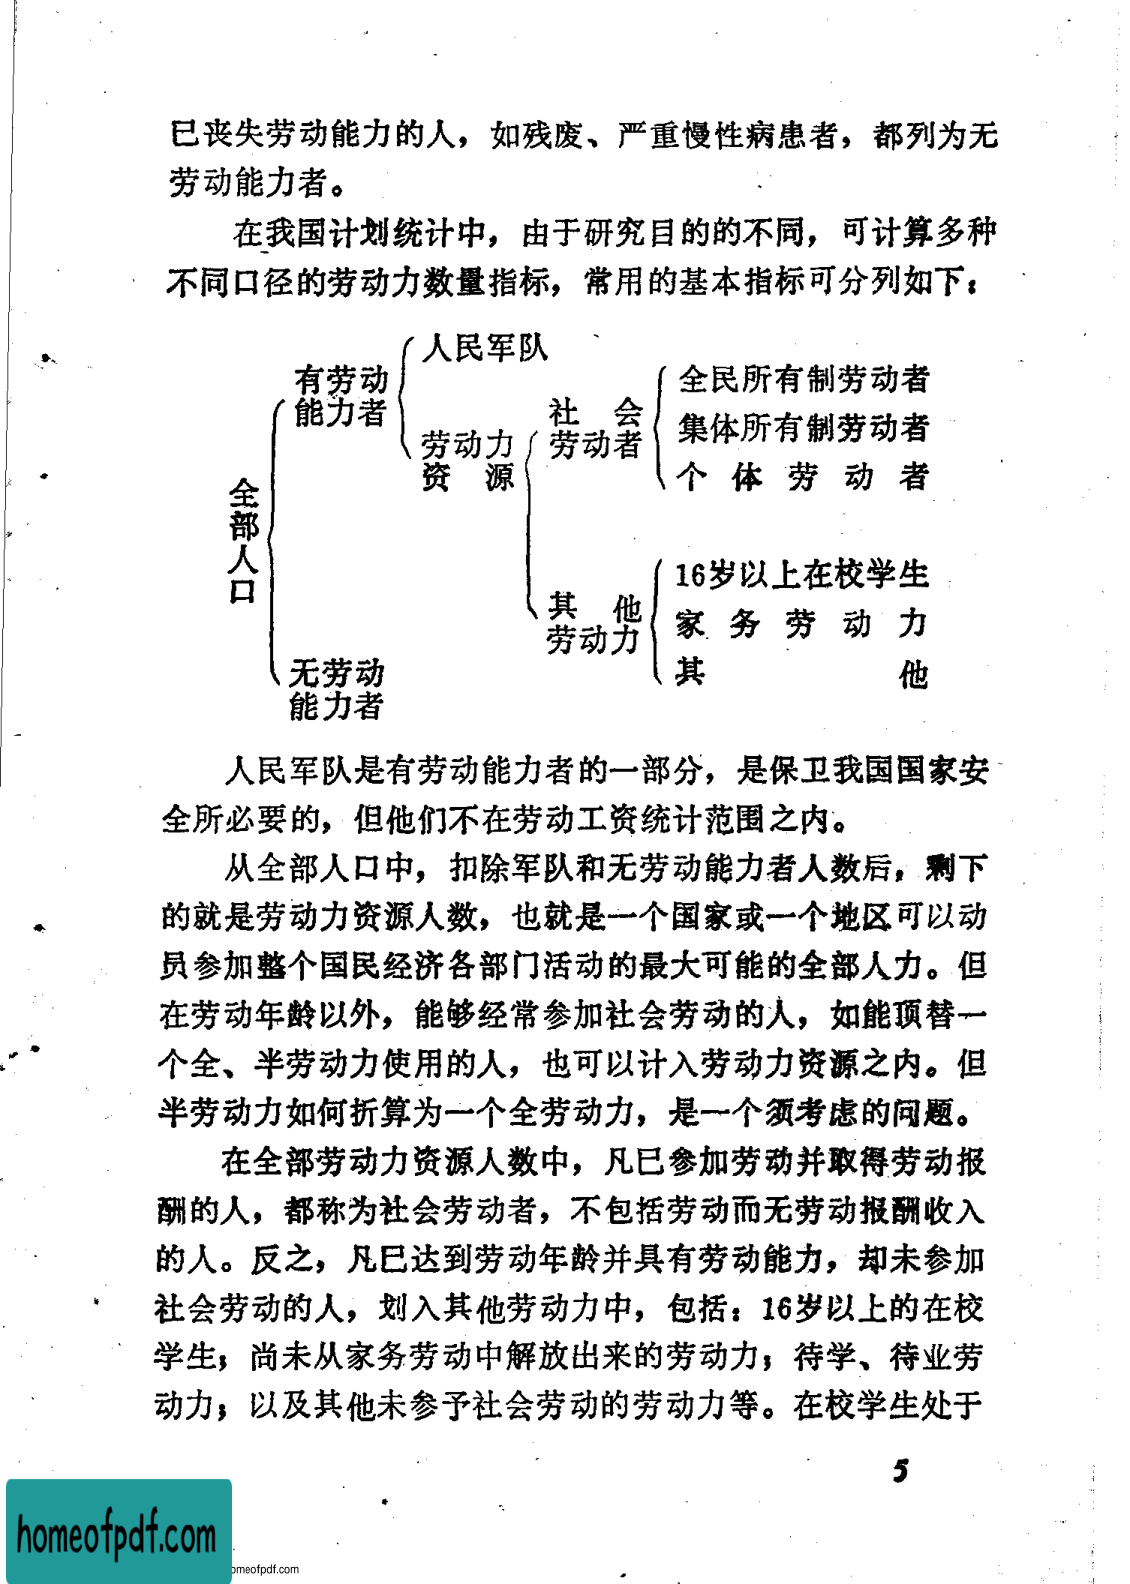 已丧失劳动能力的人，如残废、严重慢性病患者，都列为无
劳动能力者。
在我国计划统计中，由于研究目的的不同，可计算多种
不同口径的劳动力数量指标，常用的基本指标可分列如下：
全部人口
有劳动
能力者
人民军队
劳动力
资 源
社 会
劳动者
全民所有制劳动者
集体所有制劳动者
个 体 劳 动 者
其 他
劳动力
16岁以上在校学生
家 务 劳 动 力
其 他
无劳动
能力者
人民军队是有劳动能力者的一部分，是保卫我国国家安
全所必要的，但他们不在劳动工资统计范围之内。
从全部人口中，扣除军队和无劳动能力者人数后，剩下
的就是劳动力资源人数，也就是一个国家或一个地区可以动
员参加整个国民经济各部门活动的最大可能的全部人力。但
在劳动年龄以外，能够经常参加社会劳动的人，如能顶替一
个全、半劳动力使用的人，也可以计入劳动力资源之内。但
半劳动力如何折算为一个全劳动力，是一个须考虑的问题。
在全部劳动力资源人数中，凡已参加劳动并取得劳动报
酬的人，都称为社会劳动者，不包括劳动而无劳动报酬收入
的人。反之，凡已达到劳动年龄并具有劳动能力，却未参加
社会劳动的人，划入其他劳动力中，包括：16岁以上的在校
学生；尚未从家务劳动中解放出来的劳动力；待学、待业劳
动力；以及其他未参予社会劳动的劳动力等。在校学生处于
5
homeofpdf.com
omeofpdf.com